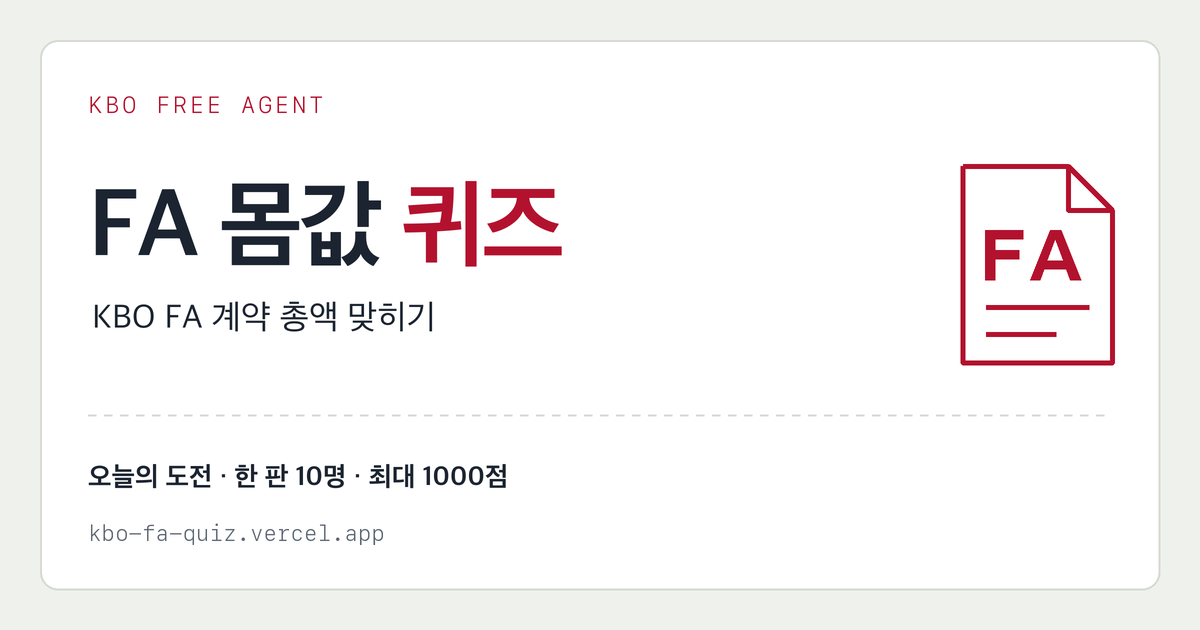 KBO FREE AGENT
FA 몸값 퀴즈
KBO FA 계약 총액 맞히기
FA
오늘의 도전 · 한 판 10명 · 최대 1000점
kbo-fa-quiz.vercel.app